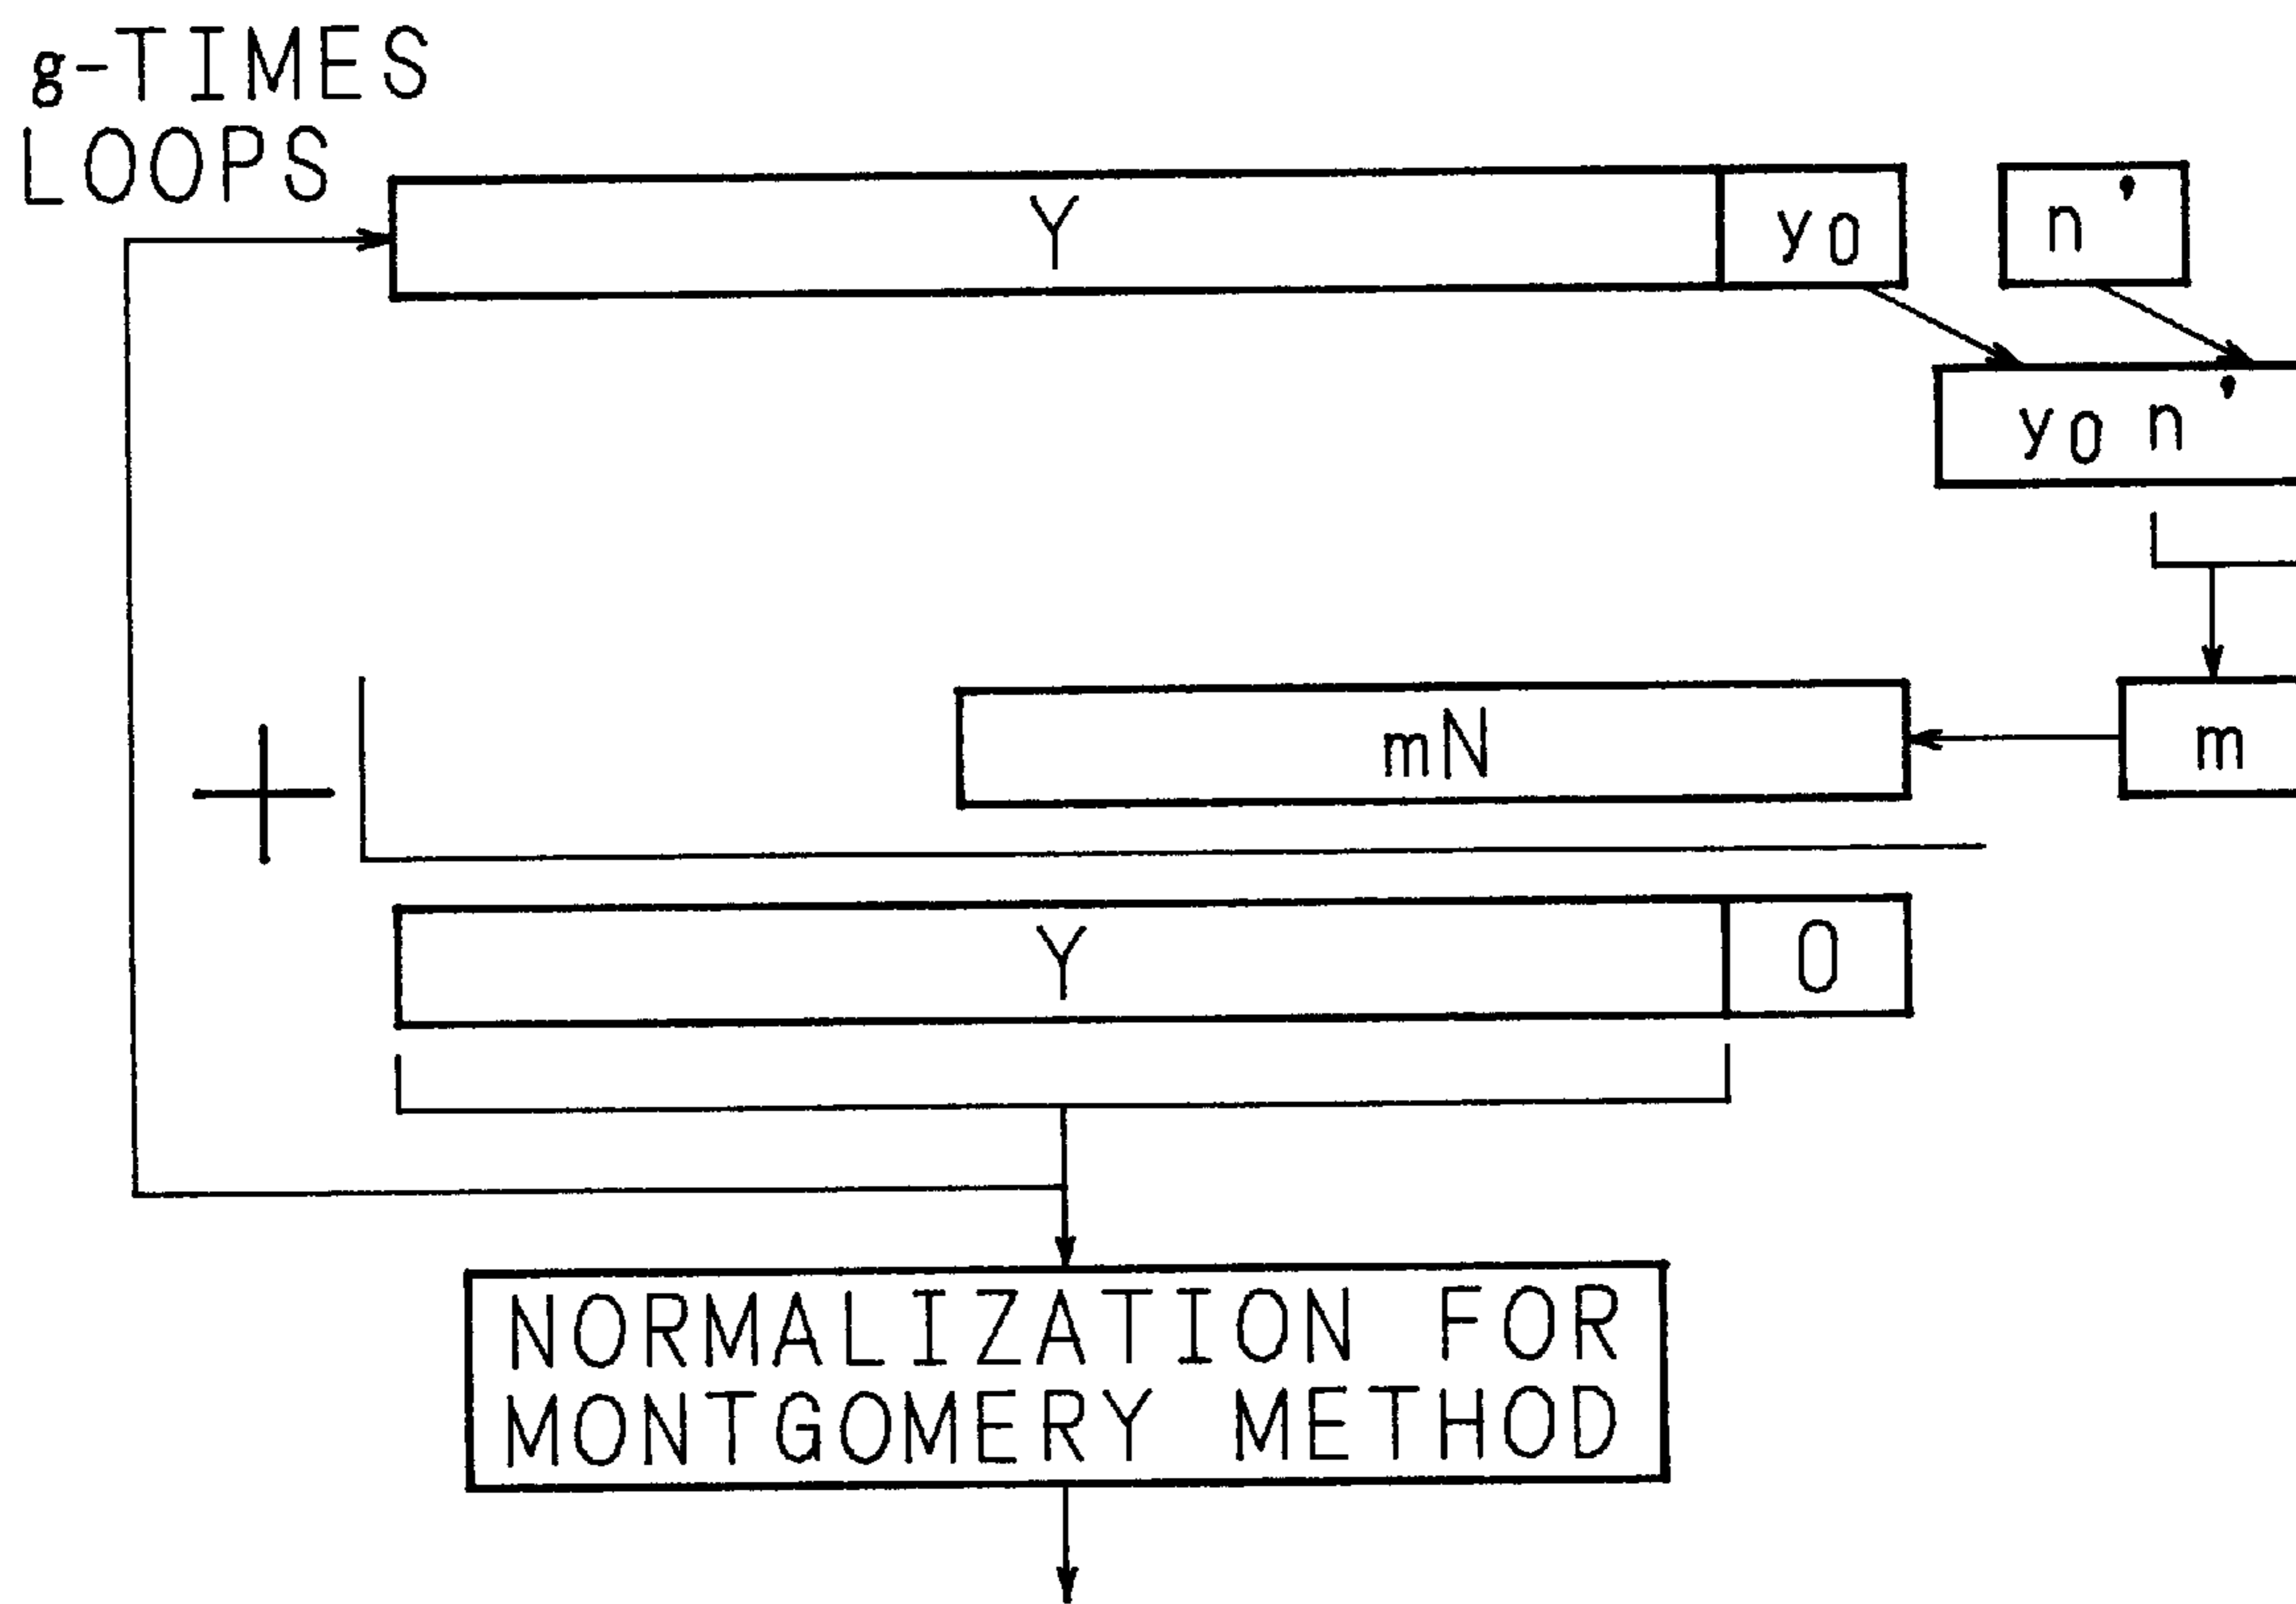 g-TIMES
LOOPS
Y y0 n'
y0 n'
mN m
+
Y 0
NORMALIZATION FOR
MONTGOMERY METHOD